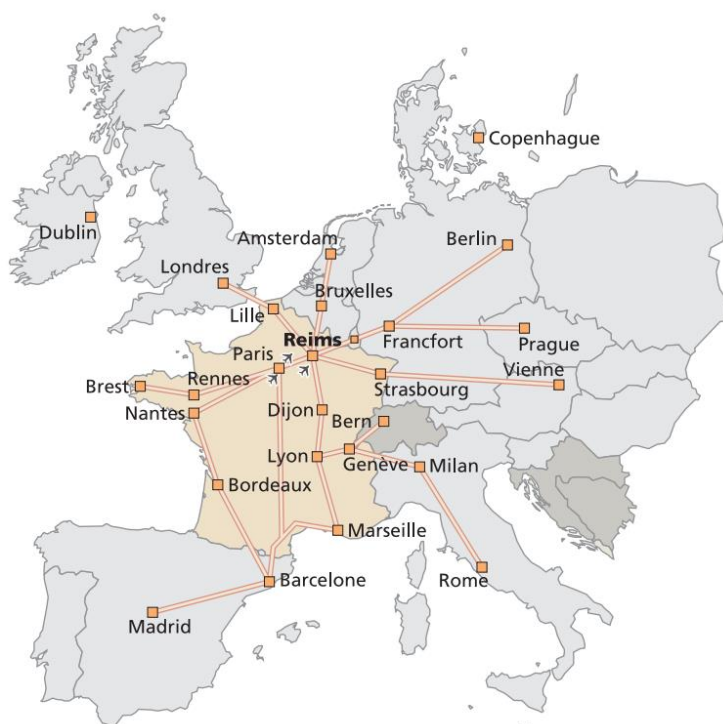 Copenhague
Dublin
Amsterdam
Berlin
Londres
Bruxelles
Lille
Reims
Francfort
Prague
Paris
Brest
Rennes
Strasbourg
Vienne
Nantes
Dijon
Bern
Lyon
Genève
Milan
Bordeaux
Marseille
Barcelone
Rome
Madrid